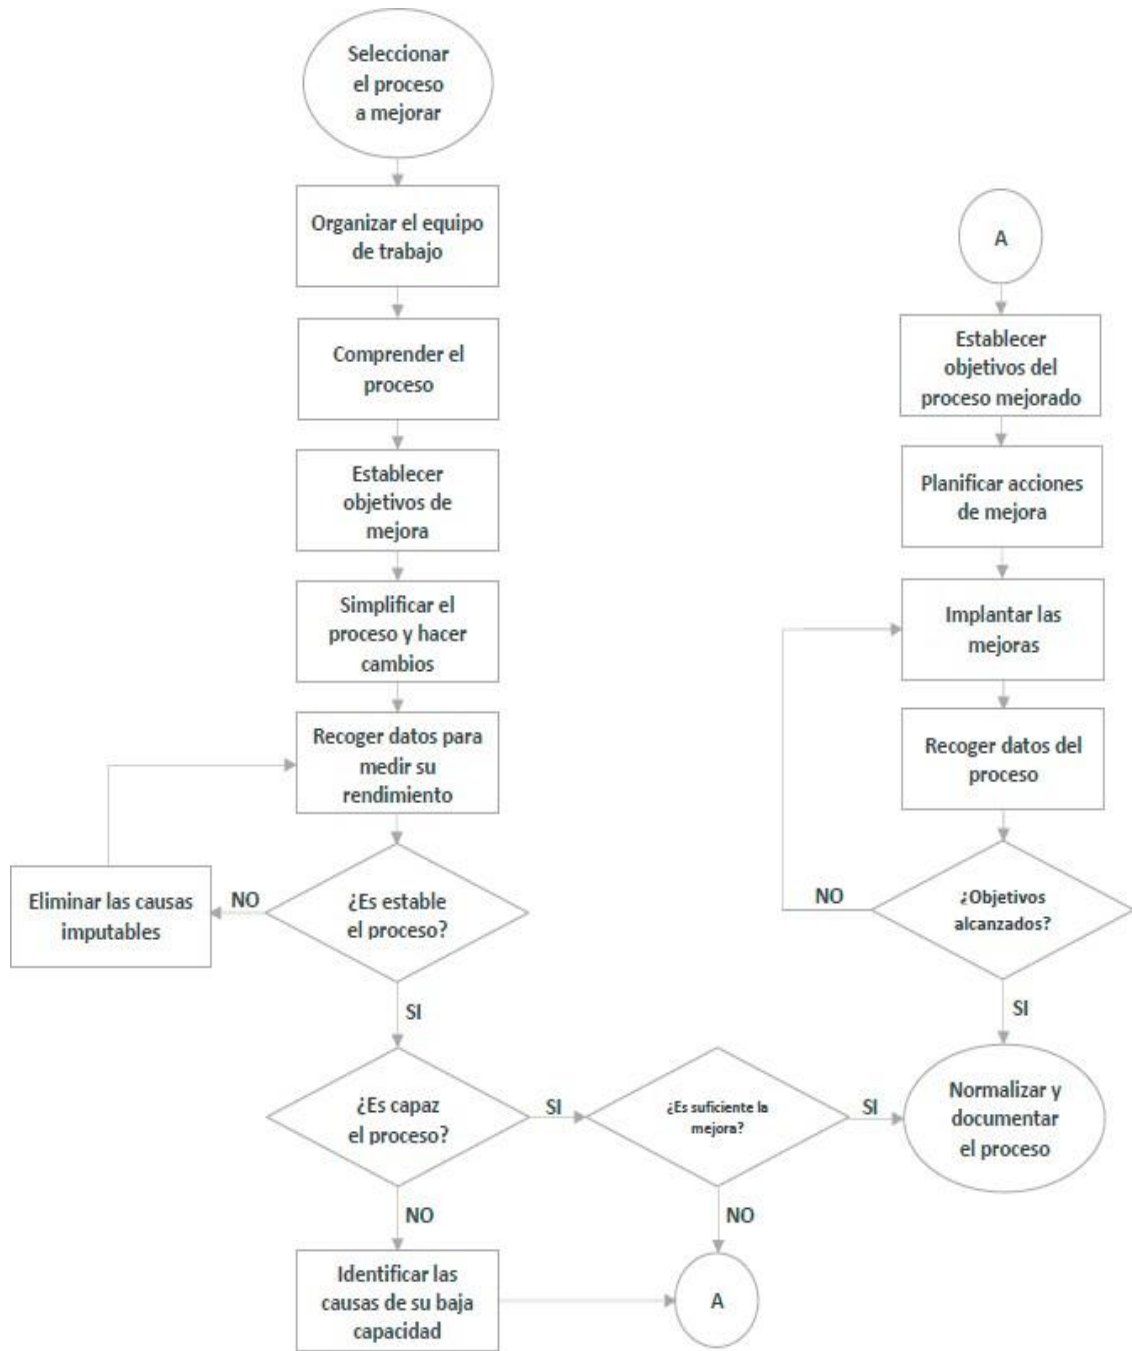 Seleccionar
el proceso
a mejorar
Organizar el equipo
de trabajo
Comprender el
proceso
Establecer
objetivos de
mejora
Simplificar el
proceso y hacer
cambios
Recoger datos para
medir su
rendimiento
Eliminar las causas
imputables
NO
¿Es estable
el proceso?
SI
¿Es capaz
el proceso?
SI
¿Es suficiente la
mejora?
SI
NO
NO
Identificar las
causas de su baja
capacidad
A
A
Establecer
objetivos del
proceso mejorado
Planificar acciones
de mejora
Implantar las
mejoras
Recoger datos del
proceso
NO
¿Objetivos
alcanzados?
SI
Normalizar y
documentar
el proceso